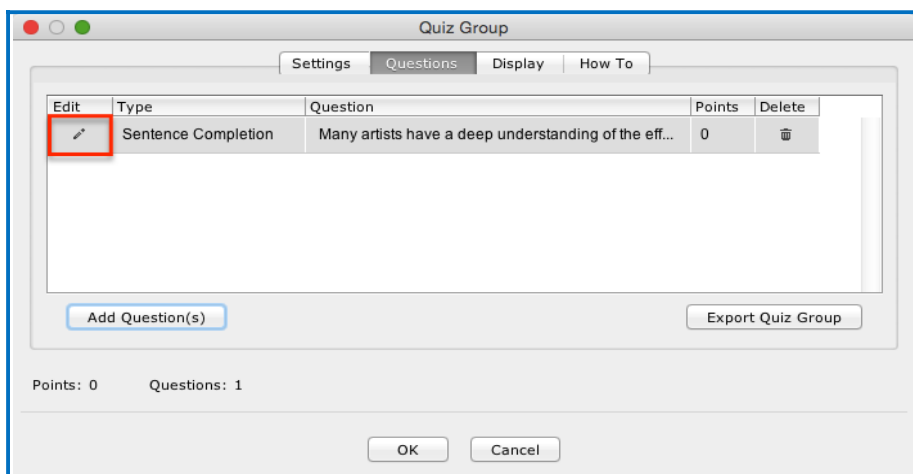 Quiz Group
Settings Questions Display How To
Edit Type Question Points Delete
Sentence Completion Many artists have a deep understanding of the eff... 0
Add Question(s) Export Quiz Group
Points: 0 Questions: 1
OK Cancel